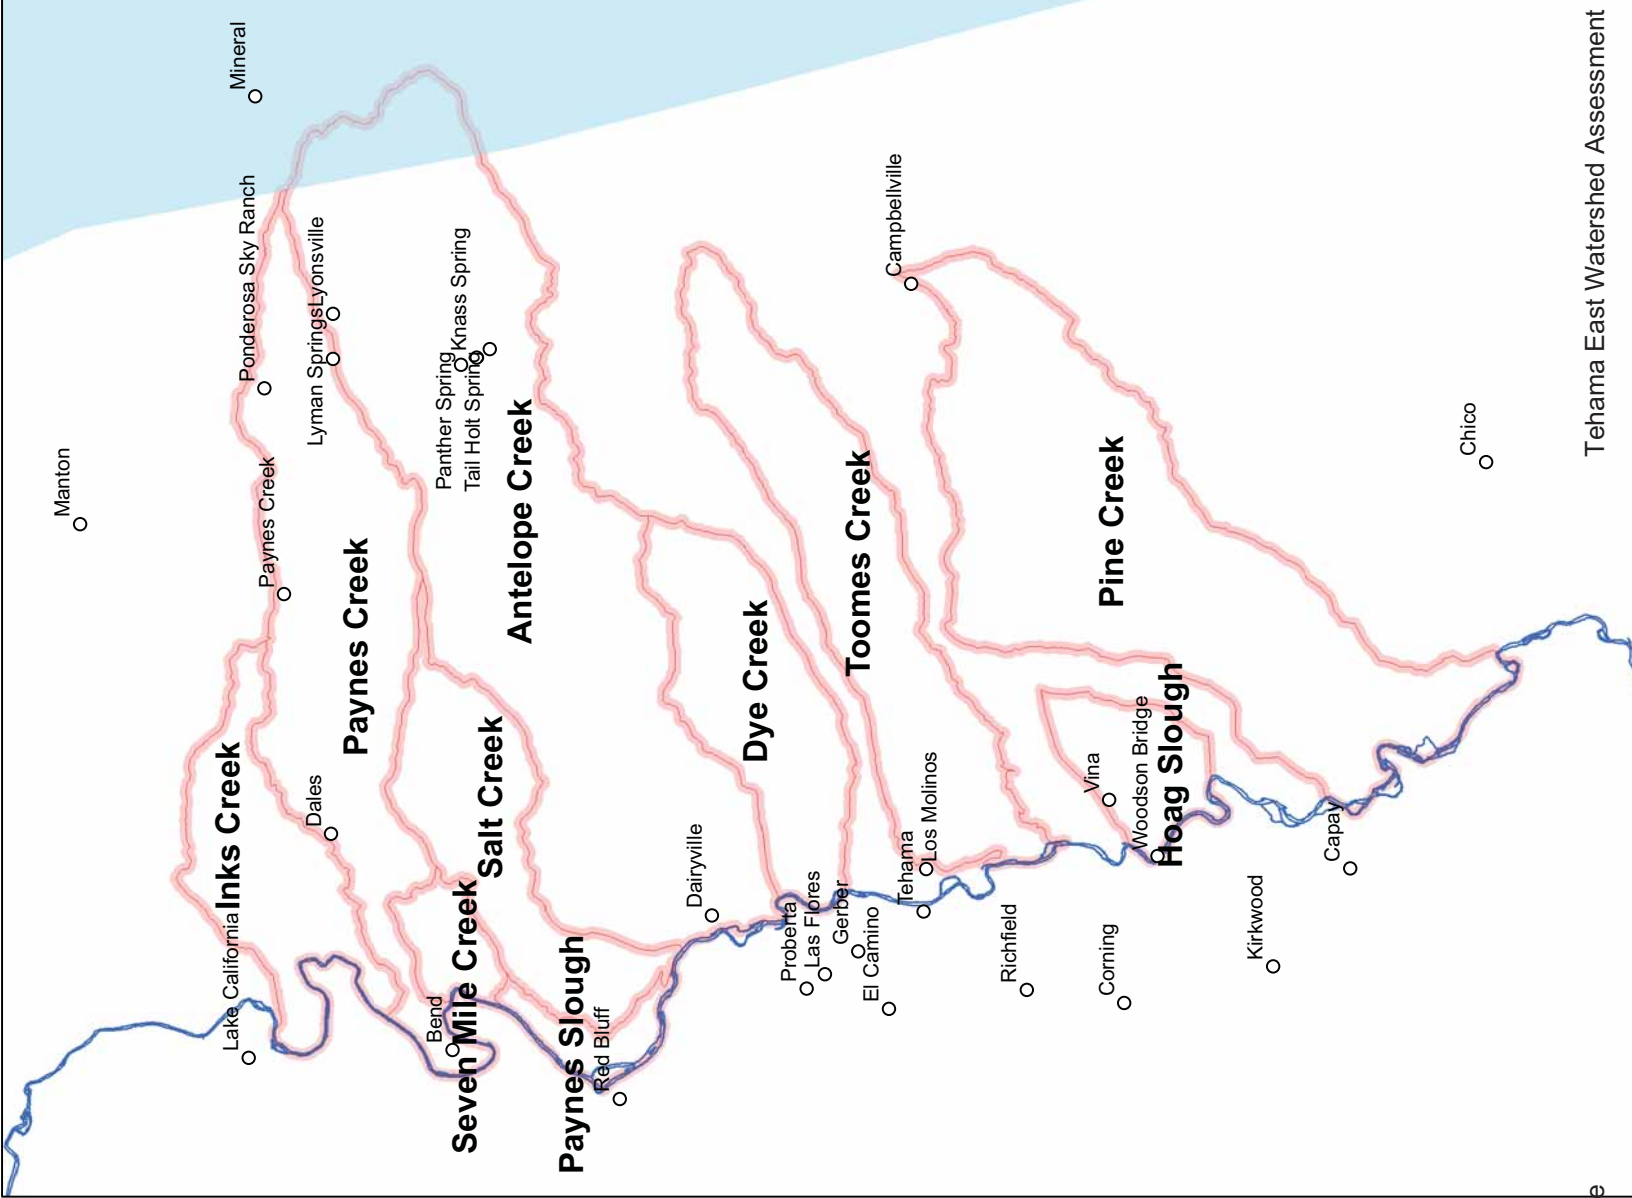 Mineral
Manton
Ponderosa Sky Ranch
Lyonsville
Lyman Springs
Paynes Creek
Knass Spring
Panther Spring
Tail Holt Spring
Antelope Creek
Paynes Creek
Campbellville
Toomes Creek
Pine Creek
Chico
Dye Creek
Inks Creek
Dales
Salt Creek
Lake California
Bend
Seven Mile Creek
Paynes Slough
Red Bluff
Dairyville
Proberta
Las Flores
Gerber
El Camino
Tehama
Los Molinos
Vina
Woodson Bridge
Hoag Slough
Richfield
Corning
Kirkwood
Capay
Tehama East Watershed Assessment
e